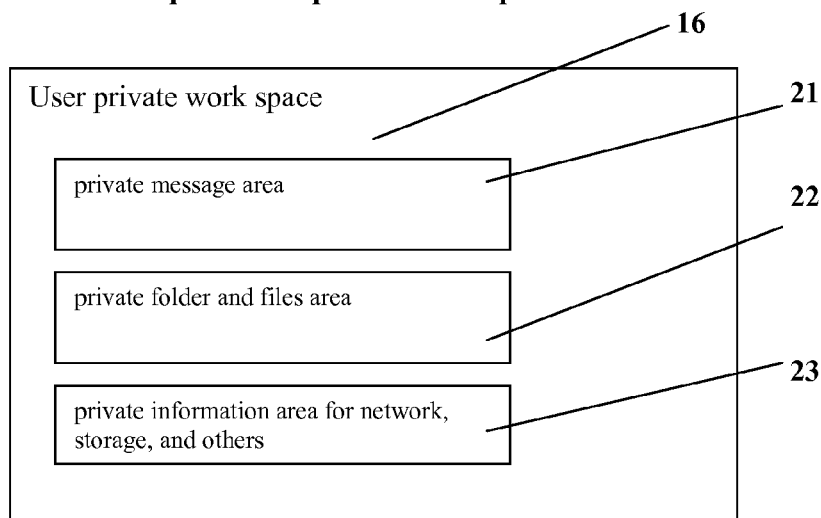 16
User private work space
21
private message area
22
private folder and files area
23
private information area for network,
storage, and others